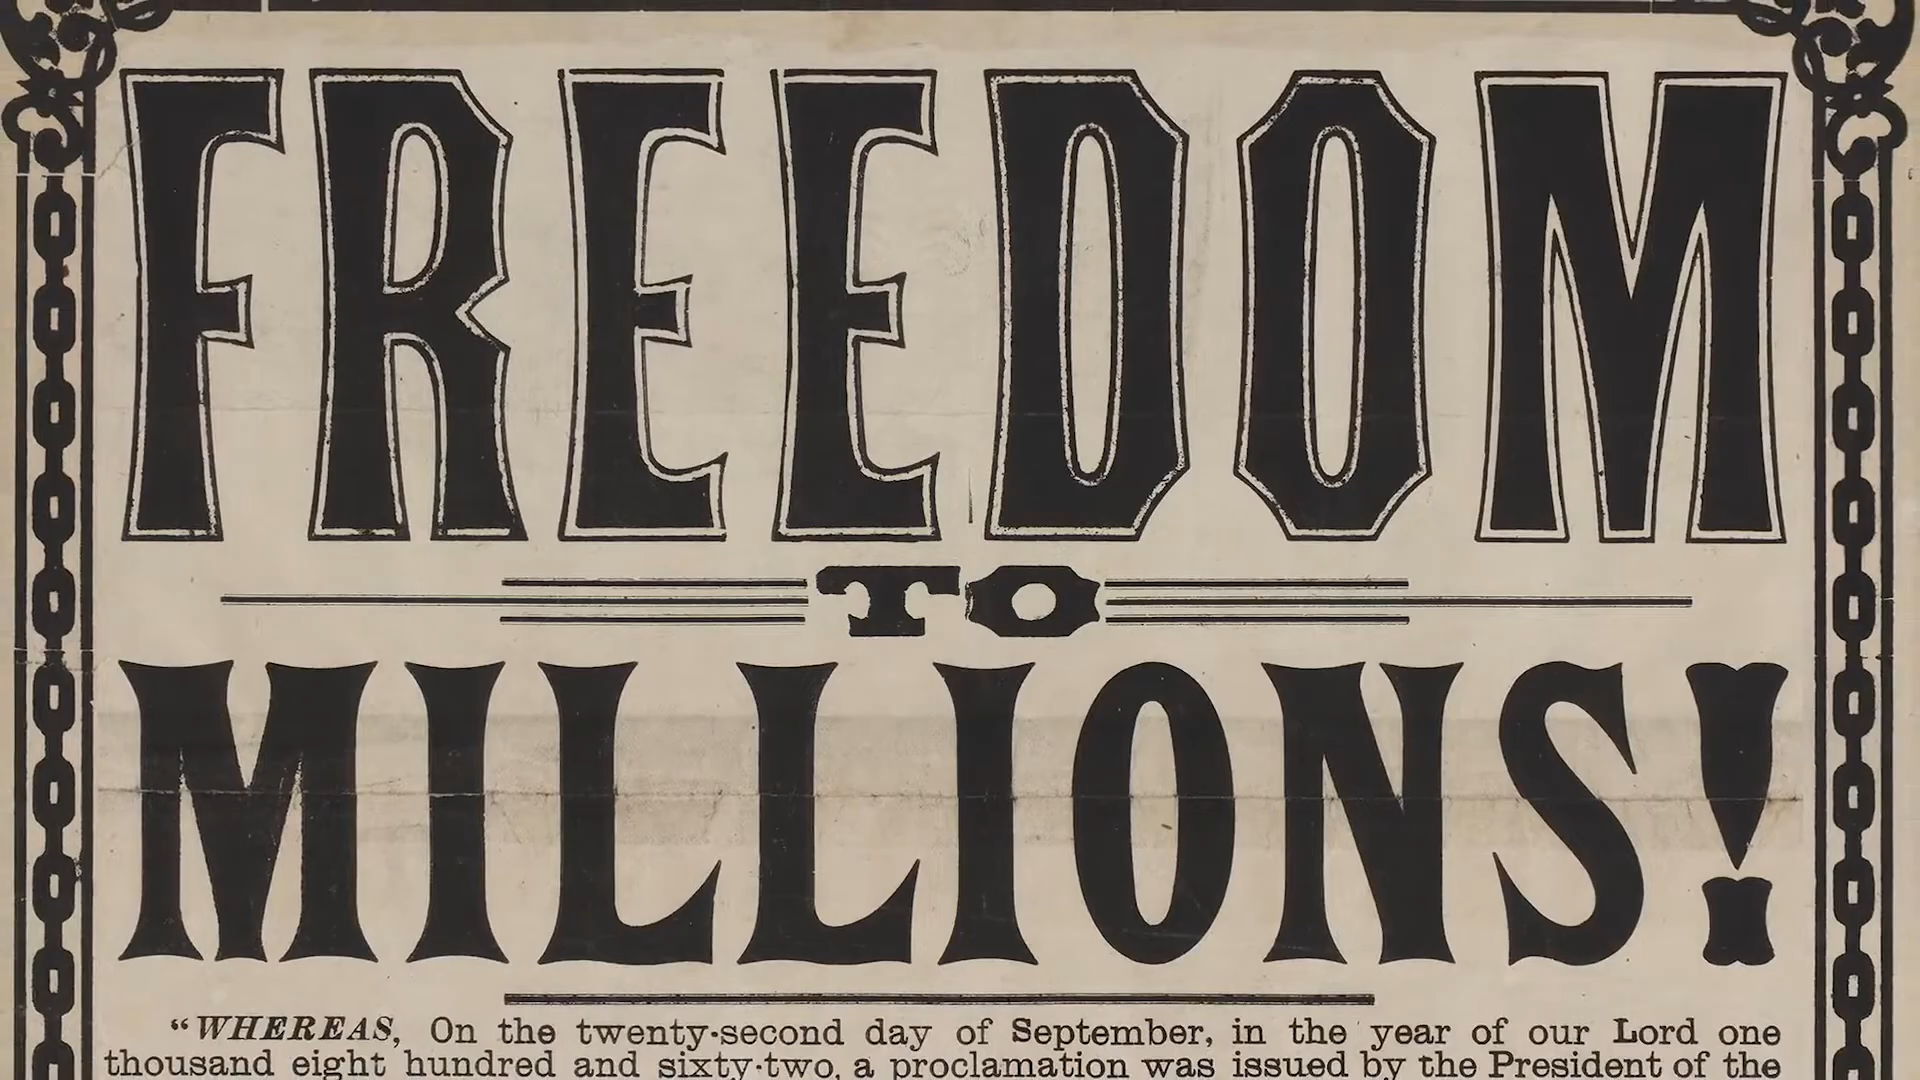 FREEDOM
TO
MILLIONS!
“WHEREAS, On the twenty-second day of September, in the year of our Lord one
thousand eight hundred and sixty-two, a proclamation was issued by the President of the